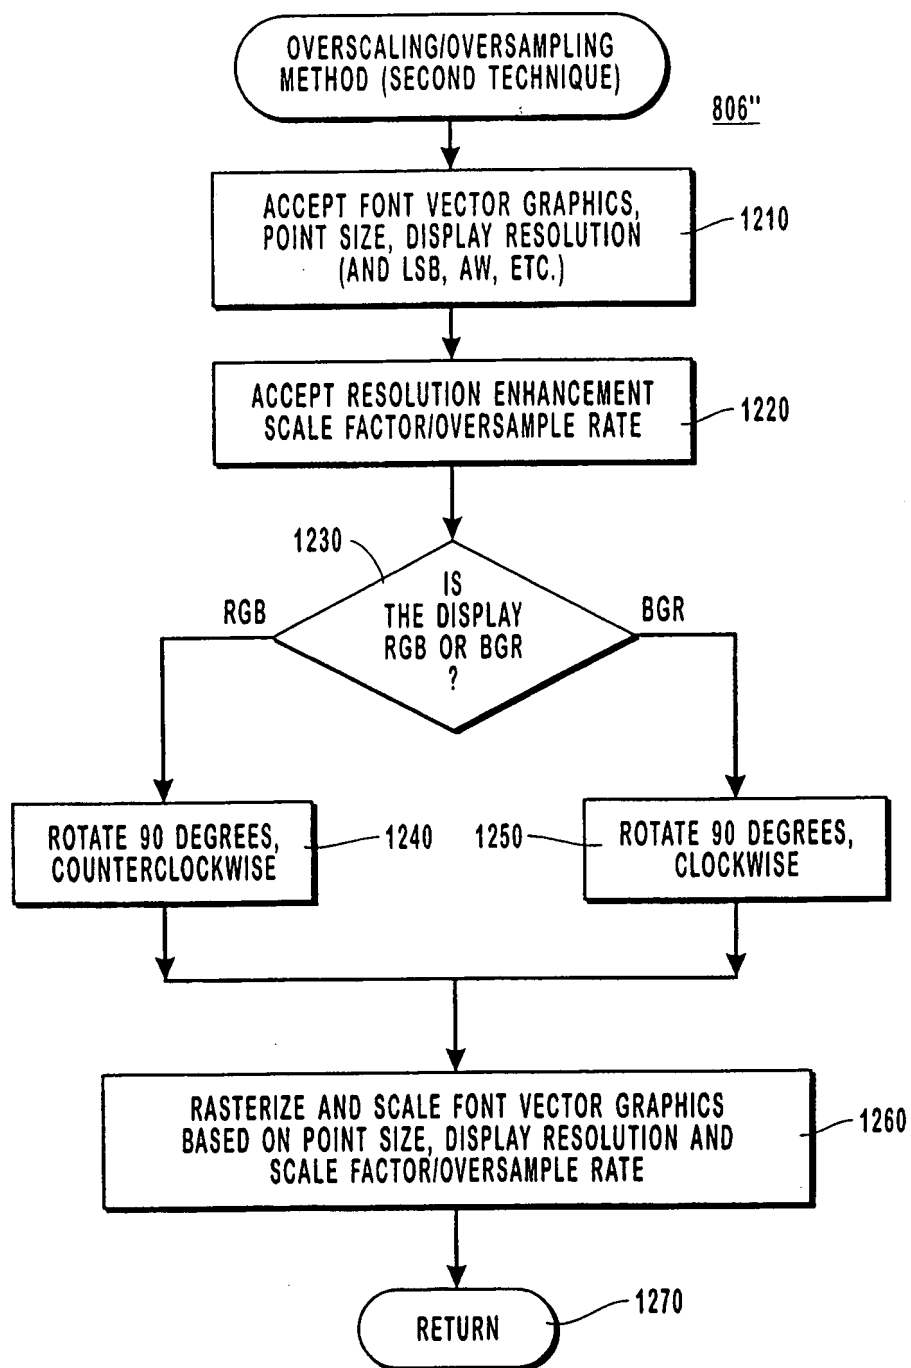 OVERSCALING/OVERSAMPLING
METHOD (SECOND TECHNIQUE)
806"
ACCEPT FONT VECTOR GRAPHICS,
POINT SIZE, DISPLAY RESOLUTION
(AND LSB, AW, ETC.)
1210
ACCEPT RESOLUTION ENHANCEMENT
SCALE FACTOR/OVERSAMPLE RATE
1220
1230
IS
THE DISPLAY
RGB OR BGR
?
RGB
BGR
ROTATE 90 DEGREES,
COUNTERCLOCKWISE
1240
1250
ROTATE 90 DEGREES,
CLOCKWISE
RASTERIZE AND SCALE FONT VECTOR GRAPHICS
BASED ON POINT SIZE, DISPLAY RESOLUTION AND
SCALE FACTOR/OVERSAMPLE RATE
1260
RETURN
1270